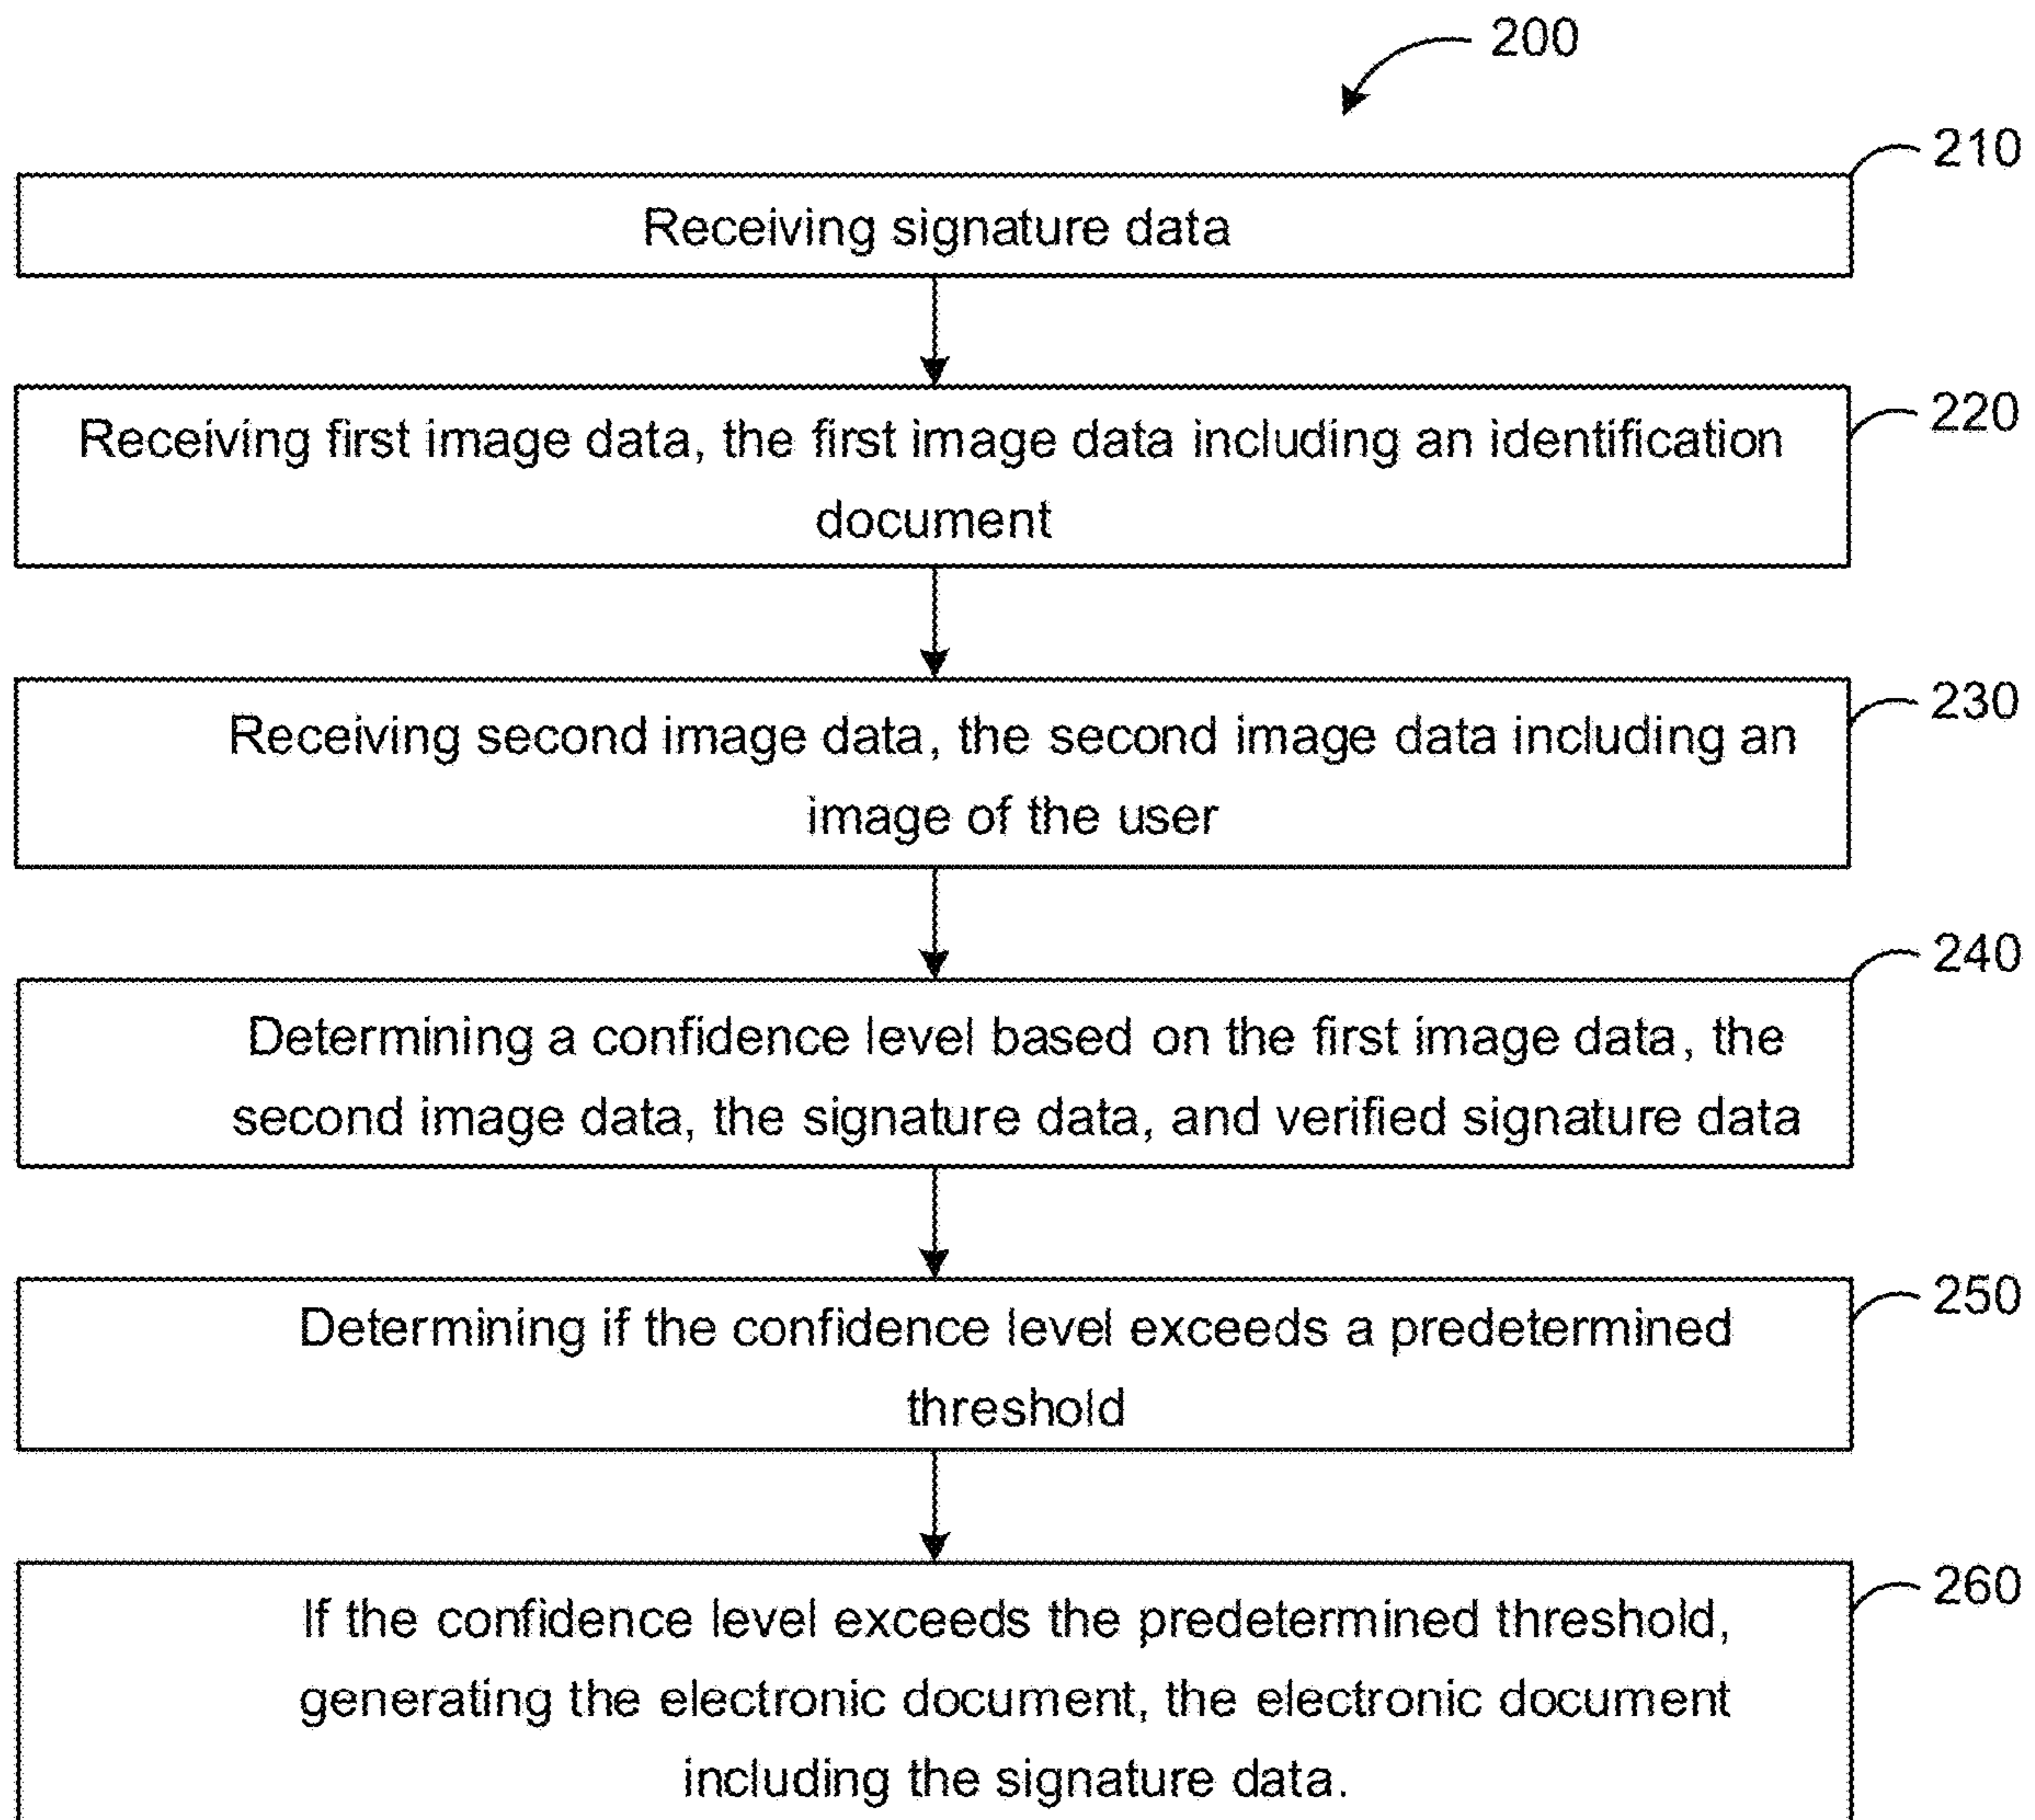 200
210
Receiving signature data
220
Receiving first image data, the first image data including an identification
document
230
Receiving second image data, the second image data including an
image of the user
240
Determining a confidence level based on the first image data, the
second image data, the signature data, and verified signature data
250
Determining if the confidence level exceeds a predetermined
threshold
260
If the confidence level exceeds the predetermined threshold,
generating the electronic document, the electronic document
including the signature data.